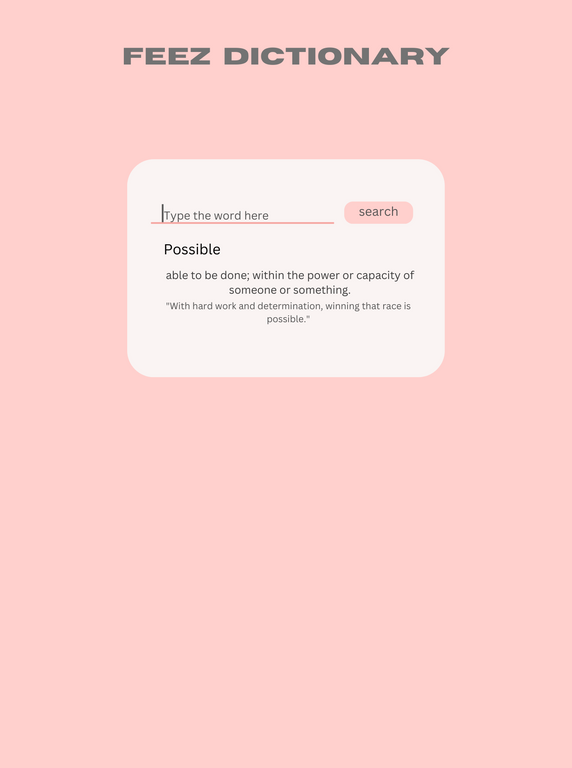 FEEZ DICTIONARY
Type the word here
search
Possible
able to be done; within the power or capacity of
someone or something.
"With hard work and determination, winning that race is
possible."